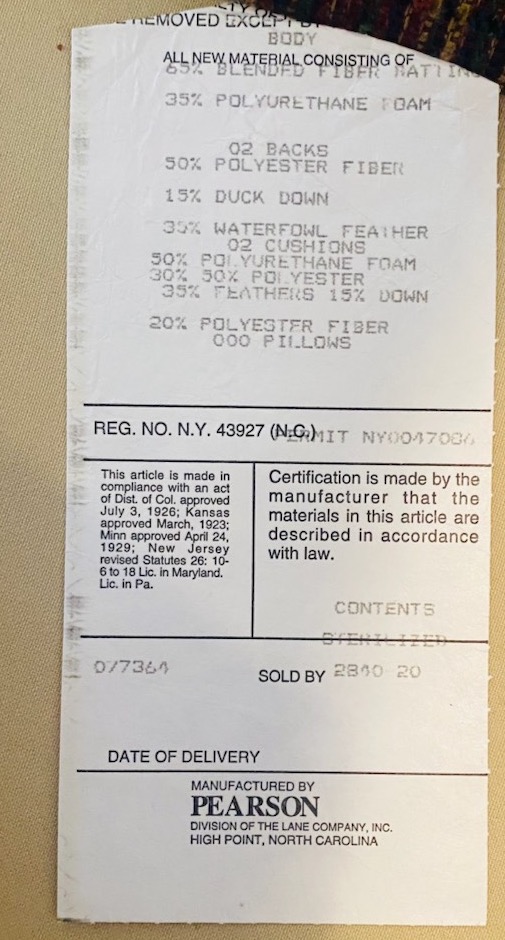 REMOVED EXCEPT BY
BODY
ALL NEW MATERIAL CONSISTING OF
65% BLENDED FIBER BATTING
35% POLYURETHANE FOAM
02 BACKS
50% POLYESTER FIBER
15% DUCK DOWN
35% WATERFOWL FEATHER
02 CUSHIONS
50% POLYURETHANE FOAM
30% 50% POLYESTER
35% FEATHERS 15% DOWN
20% POLYESTER FIBER
000 PILLOWS
REG. NO. N.Y. 43927 (N.C.) PERMIT NY0047086
This article is made in
compliance with an act
of Dist. of Col. approved
July 3, 1926; Kansas
approved March, 1923;
Minn approved April 24,
1929; New Jersey
revised Statutes 26: 10-
6 to 18 Lic. in Maryland.
Lic. in Pa.
Certification is made by the
manufacturer that the
materials in this article are
described in accordance
with law.
CONTENTS
STERILIZED
077364
SOLD BY 2840 20
DATE OF DELIVERY
MANUFACTURED BY
PEARSON
DIVISION OF THE LANE COMPANY, INC.
HIGH POINT, NORTH CAROLINA